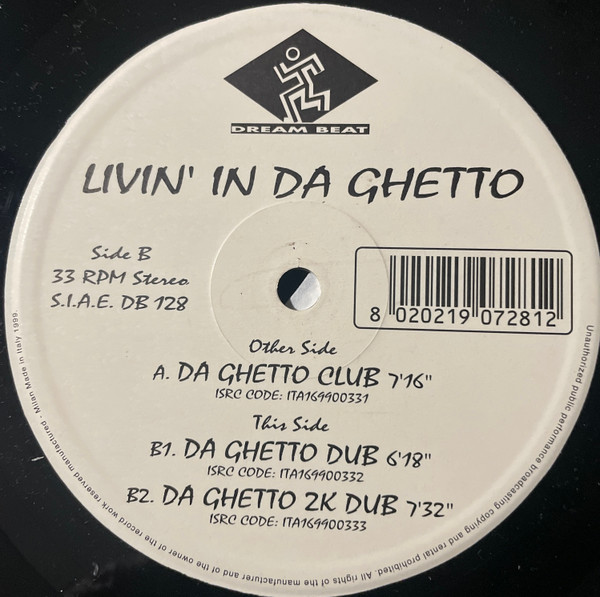 DREAM BEAT
LIVIN' IN DA GHETTO
Side B
33 RPM Stereo
S.I.A.E. DB 128
8 020219 072812
Other Side
A. DA GHETTO CLUB 7'16"
ISRC CODE: ITA169900331
This Side
B1. DA GHETTO DUB 6'18"
ISRC CODE: ITA169900332
B2. DA GHETTO 2K DUB 7'32"
ISRC CODE: ITA169900333
Unauthorized public performance broadcasting copying and rental prohibited. All rights of the manufacturer and of the owner of the record work reserved manufactured - Milan Made in Italy 1999.